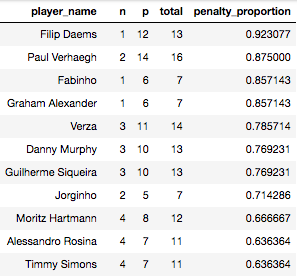 player_name n p total penalty_proportion
Filip Daems 1 12 13 0.923077
Paul Verhaegh 2 14 16 0.875000
Fabinho 1 6 7 0.857143
Graham Alexander 1 6 7 0.857143
Verza 3 11 14 0.785714
Danny Murphy 3 10 13 0.769231
Guilherme Siqueira 3 10 13 0.769231
Jorginho 2 5 7 0.714286
Moritz Hartmann 4 8 12 0.666667
Alessandro Rosina 4 7 11 0.636364
Timmy Simons 4 7 11 0.636364